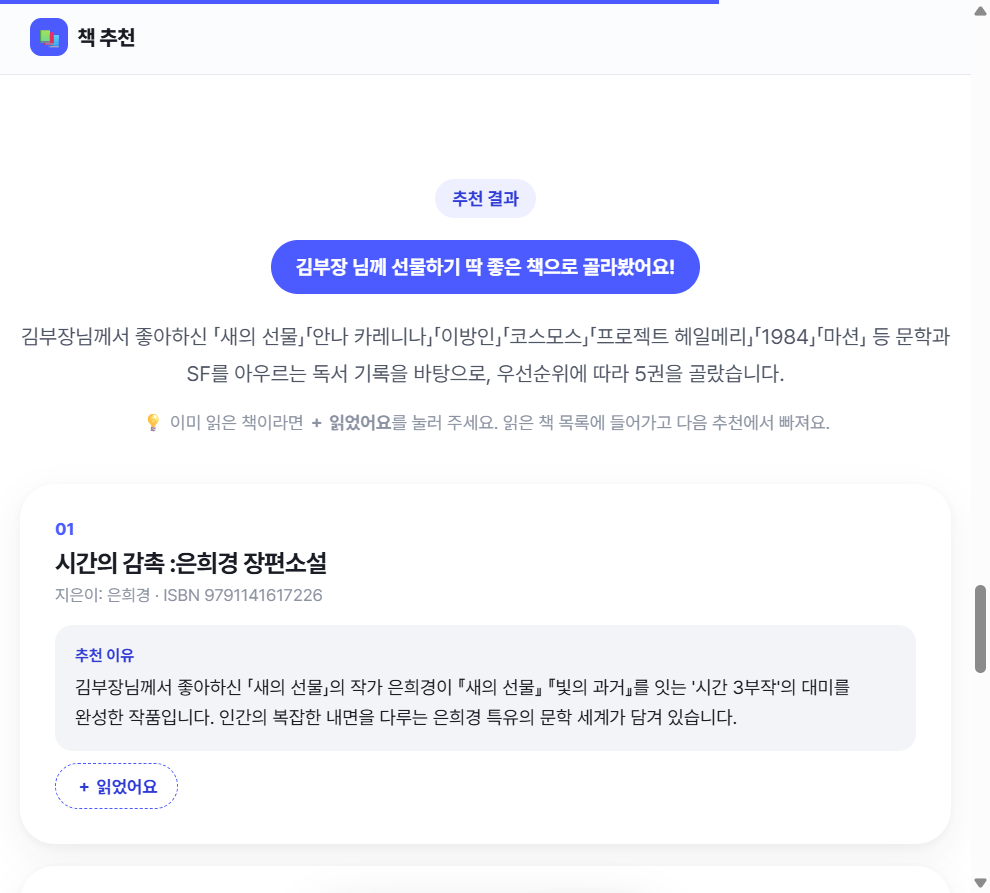 책 추천
추천 결과
김부장 님께 선물하기 딱 좋은 책으로 골라봤어요!
김부장님께서 좋아하신 「새의 선물」「안나 카레니나」「이방인」「코스모스」「프로젝트 헤일메리」「1984」「마션」 등 문학과
SF를 아우르는 독서 기록을 바탕으로, 우선순위에 따라 5권을 골랐습니다.
💡 이미 읽은 책이라면 + 읽었어요를 눌러 주세요. 읽은 책 목록에 들어가고 다음 추천에서 빠져요.
01
시간의 감촉 :은희경 장편소설
지은이: 은희경 · ISBN 9791141617226
추천 이유
김부장님께서 좋아하신 「새의 선물」의 작가 은희경이 『새의 선물』 『빛의 과거』를 잇는 '시간 3부작'의 대미를
완성한 작품입니다. 인간의 복잡한 내면을 다루는 은희경 특유의 문학 세계가 담겨 있습니다.
+ 읽었어요